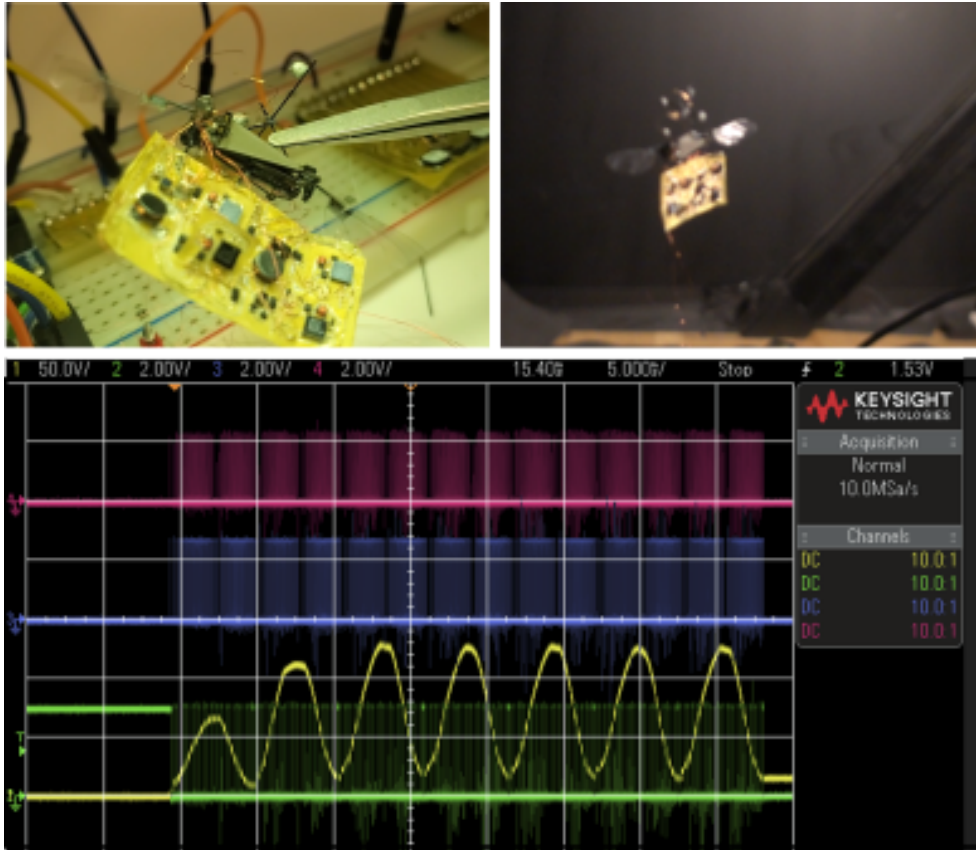 1 50.0V/ 2 2.00V/ 3 2.00V/ 4 2.00V/ 15.40 5.000 Stop 2 1.53V
KEYSIGHT
TECHNOLOGIES
Acquisition
Normal
10.0MSa/s
Channels
DC 10.0:1
DC 10.0:1
DC 10.0:1
DC 10.0:1
T